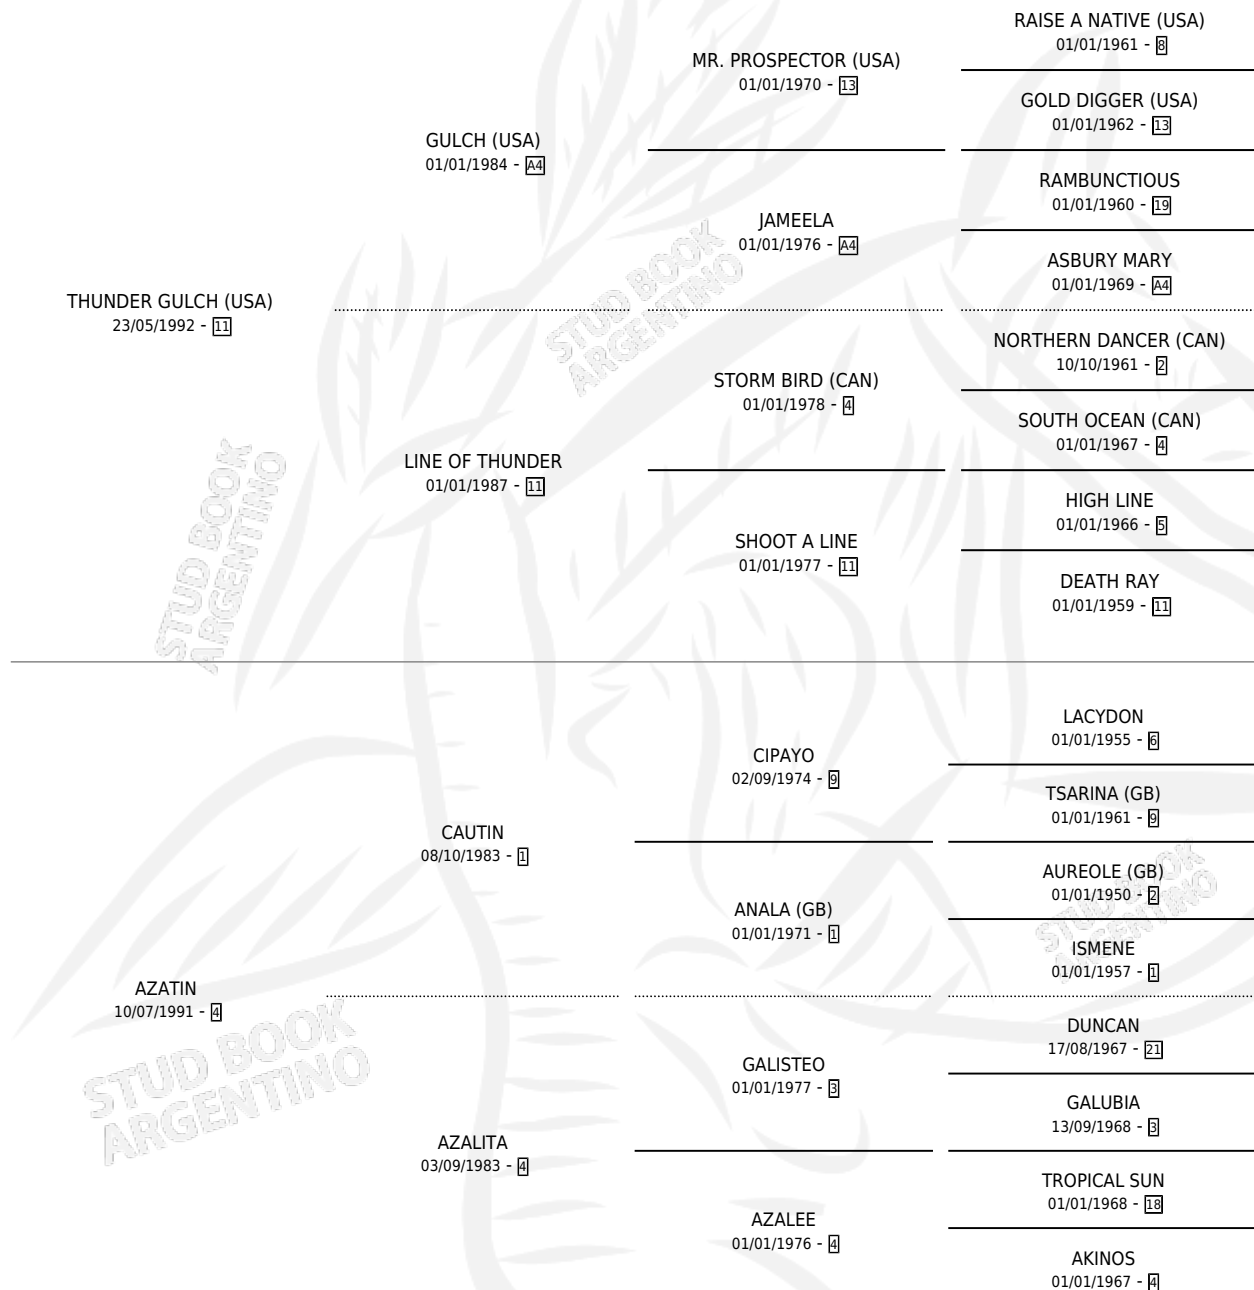 RAISE A NATIVE (USA)
01/01/1961 - 8
MR. PROSPECTOR (USA)
01/01/1970 - 13
GOLD DIGGER (USA)
01/01/1962 - 13
GULCH (USA)
01/01/1984 - A4
RAMBUNCTIOUS
01/01/1960 - 19
JAMEELA
01/01/1976 - A4
ASBURY MARY
01/01/1969 - A4
THUNDER GULCH (USA)
23/05/1992 - 11
NORTHERN DANCER (CAN)
10/10/1961 - 2
STORM BIRD (CAN)
01/01/1978 - 4
SOUTH OCEAN (CAN)
01/01/1967 - 4
LINE OF THUNDER
01/01/1987 - 11
HIGH LINE
01/01/1966 - 5
SHOOT A LINE
01/01/1977 - 11
DEATH RAY
01/01/1959 - 11
LACYDON
01/01/1955 - 6
CIPAYO
02/09/1974 - 9
TSARINA (GB)
01/01/1961 - 9
CAUTIN
08/10/1983 - 1
AUREOLE (GB)
01/01/1950 - 2
ANALA (GB)
01/01/1971 - 1
ISMENE
01/01/1957 - 1
AZATIN
10/07/1991 - 4
DUNCAN
17/08/1967 - 21
GALISTEO
01/01/1977 - 3
GALUBIA
13/09/1968 - 3
AZALITA
03/09/1983 - 4
TROPICAL SUN
01/01/1968 - 18
AZALEE
01/01/1976 - 4
AKINOS
01/01/1967 - 4
STUD BOOK
ARGENTINO
STUD BOOK
ARGENTINO
STUD BOOK
ARGENTINO
STUD BOOK
ARGENTINO